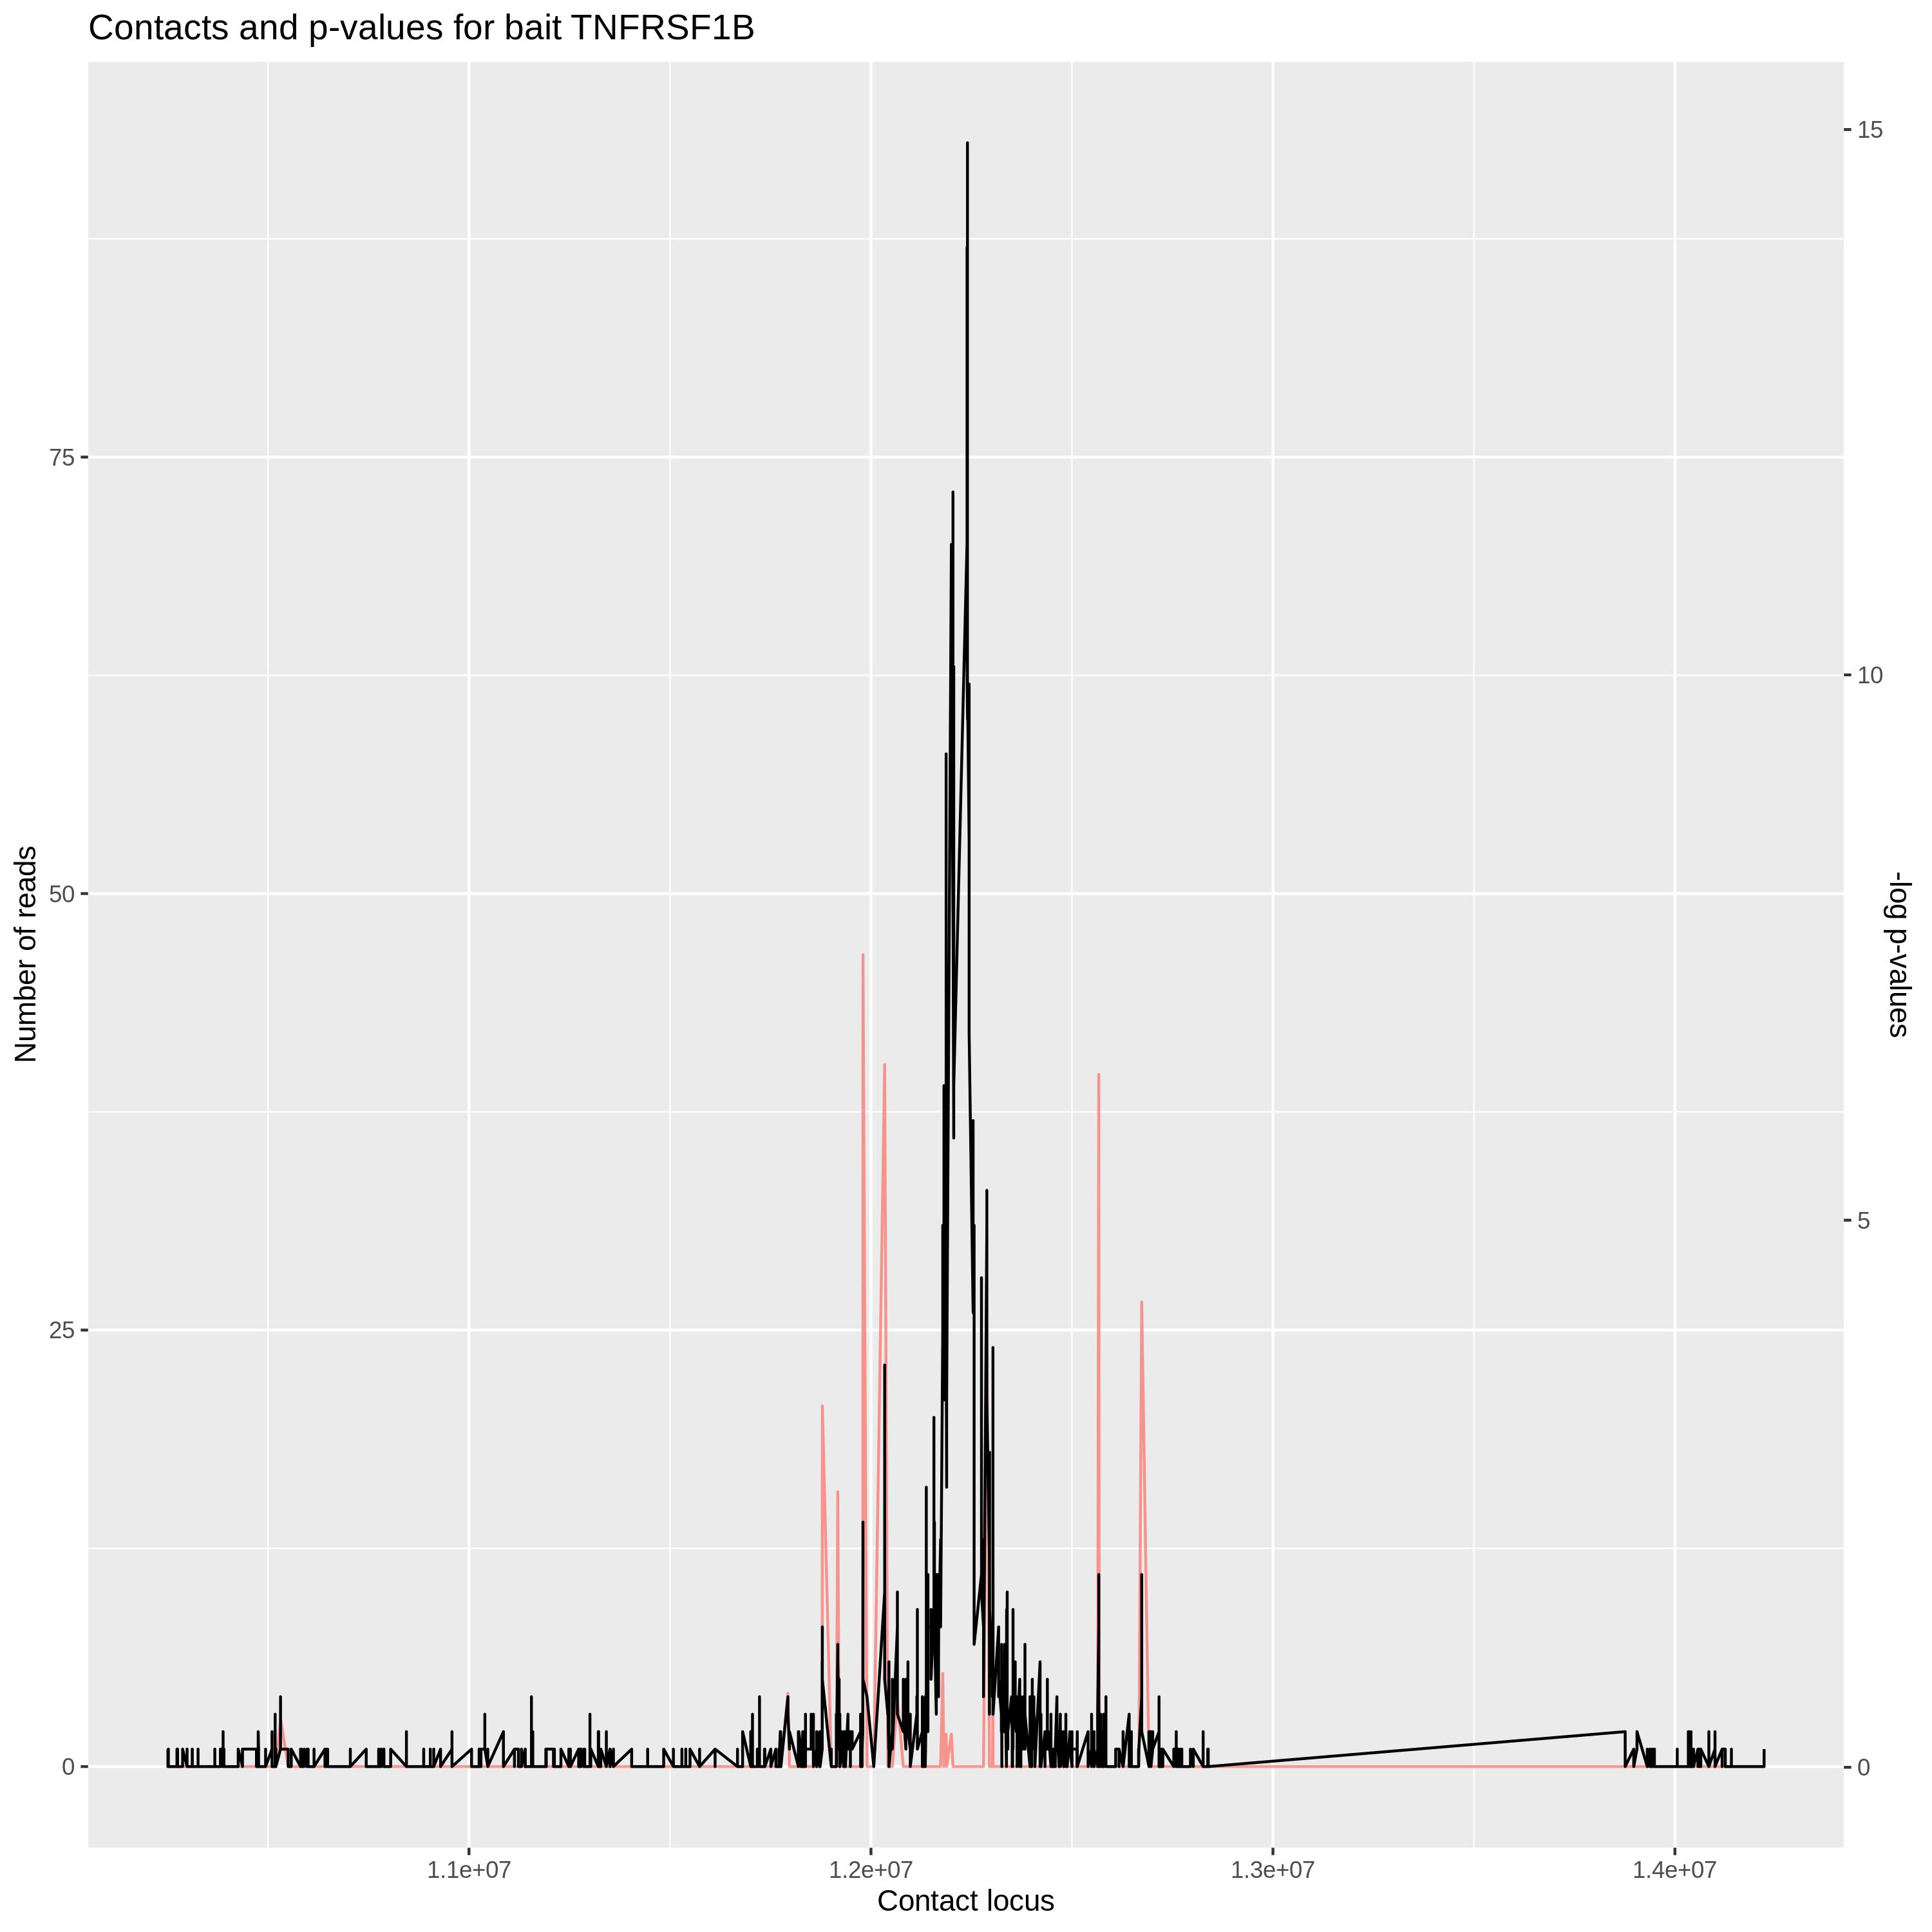 Contacts and p-values for bait TNFRSF1B
Number of reads
75
50
25
0
15
10
5
0
-log p-values
1.1e+07
1.2e+07
1.3e+07
1.4e+07
Contact locus